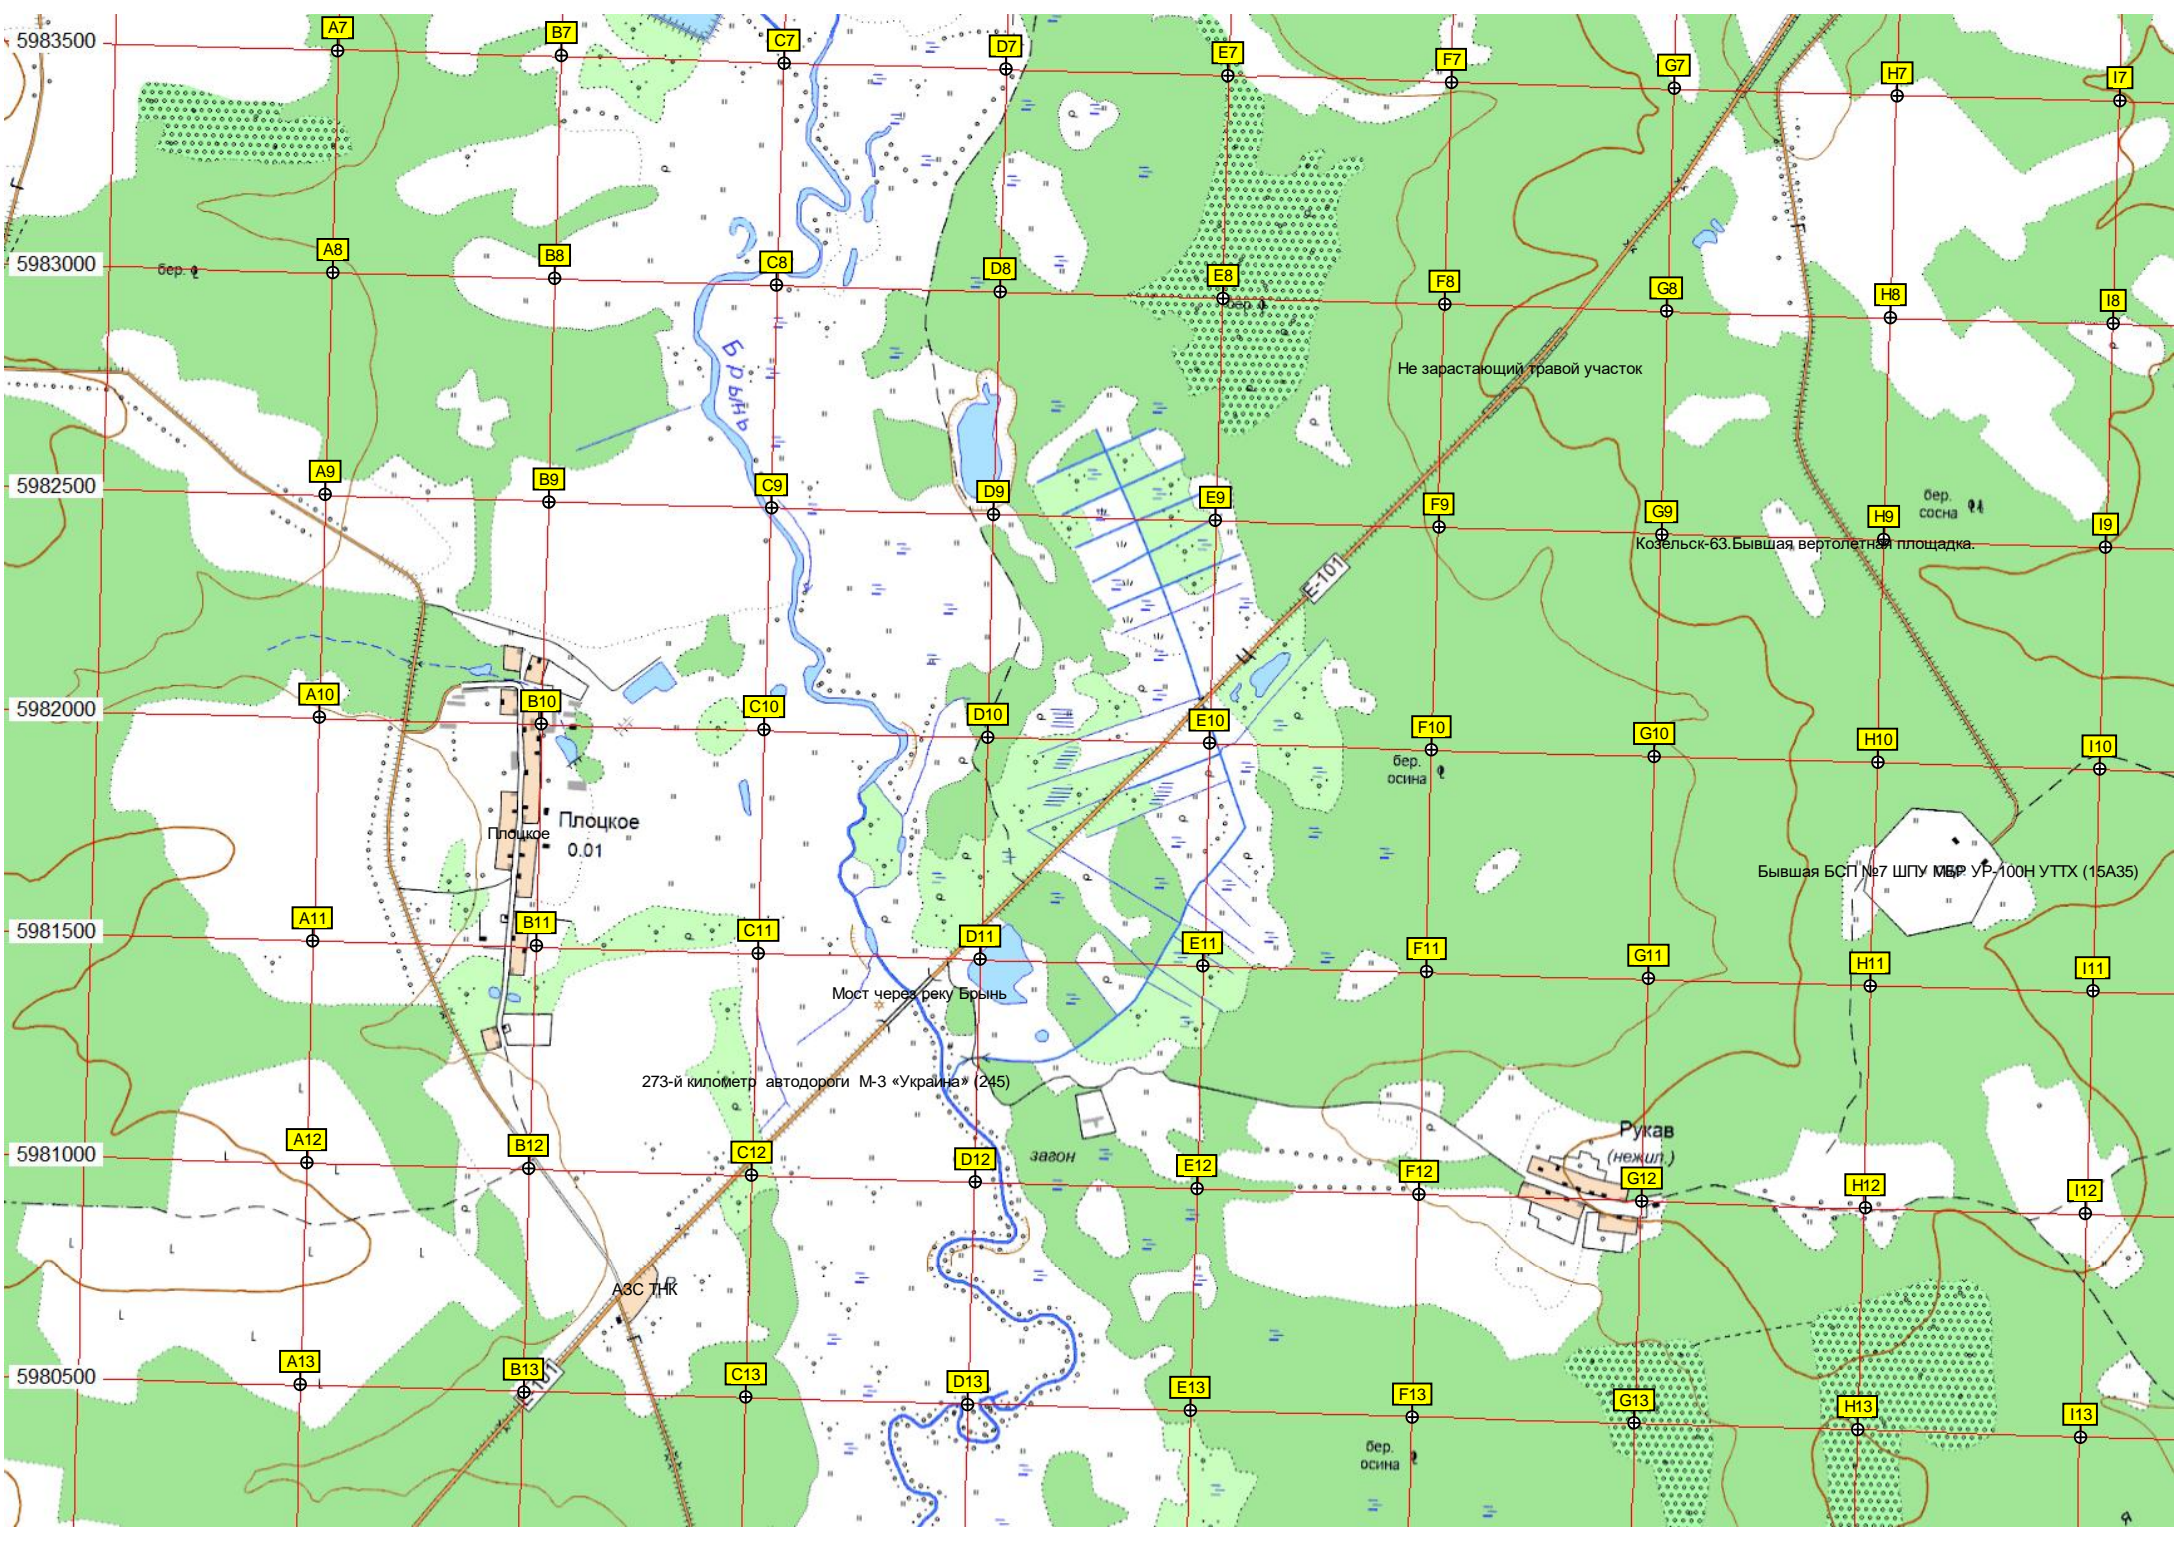 5983500
A7
B7
C7
D7
E7
F7
G7
H7
I7
Г
Г
5983000
бер.
A8
B8
C8
D8
E8
бер.
F8
G8
H8
I8
Брынь
Не зарастающий травой участок
5982500
A9
B9
C9
D9
E9
F9
G9
H9
I9
бер.
сосна
Козельск-63.Бывшая вертолетная площадка.
E-101
5982000
A10
B10
C10
D10
E10
F10
G10
H10
I10
бер.
осина
Плоцкое
0.01
Плоцкое
Бывшая БСП №7 ШПУ МБР УР-100Н УТТХ (15А35)
5981500
A11
B11
C11
D11
E11
F11
G11
H11
I11
Мост через реку Брынь
273-й километр автодороги М-3 «Украина» (245)
Рукав
(нежил.)
загон
5981000
A12
B12
C12
D12
E12
F12
G12
H12
I12
АЗС ТНК
Г
5980500
A13
B13
C13
D13
E13
F13
G13
H13
I13
E-101
бер.
осина
Я